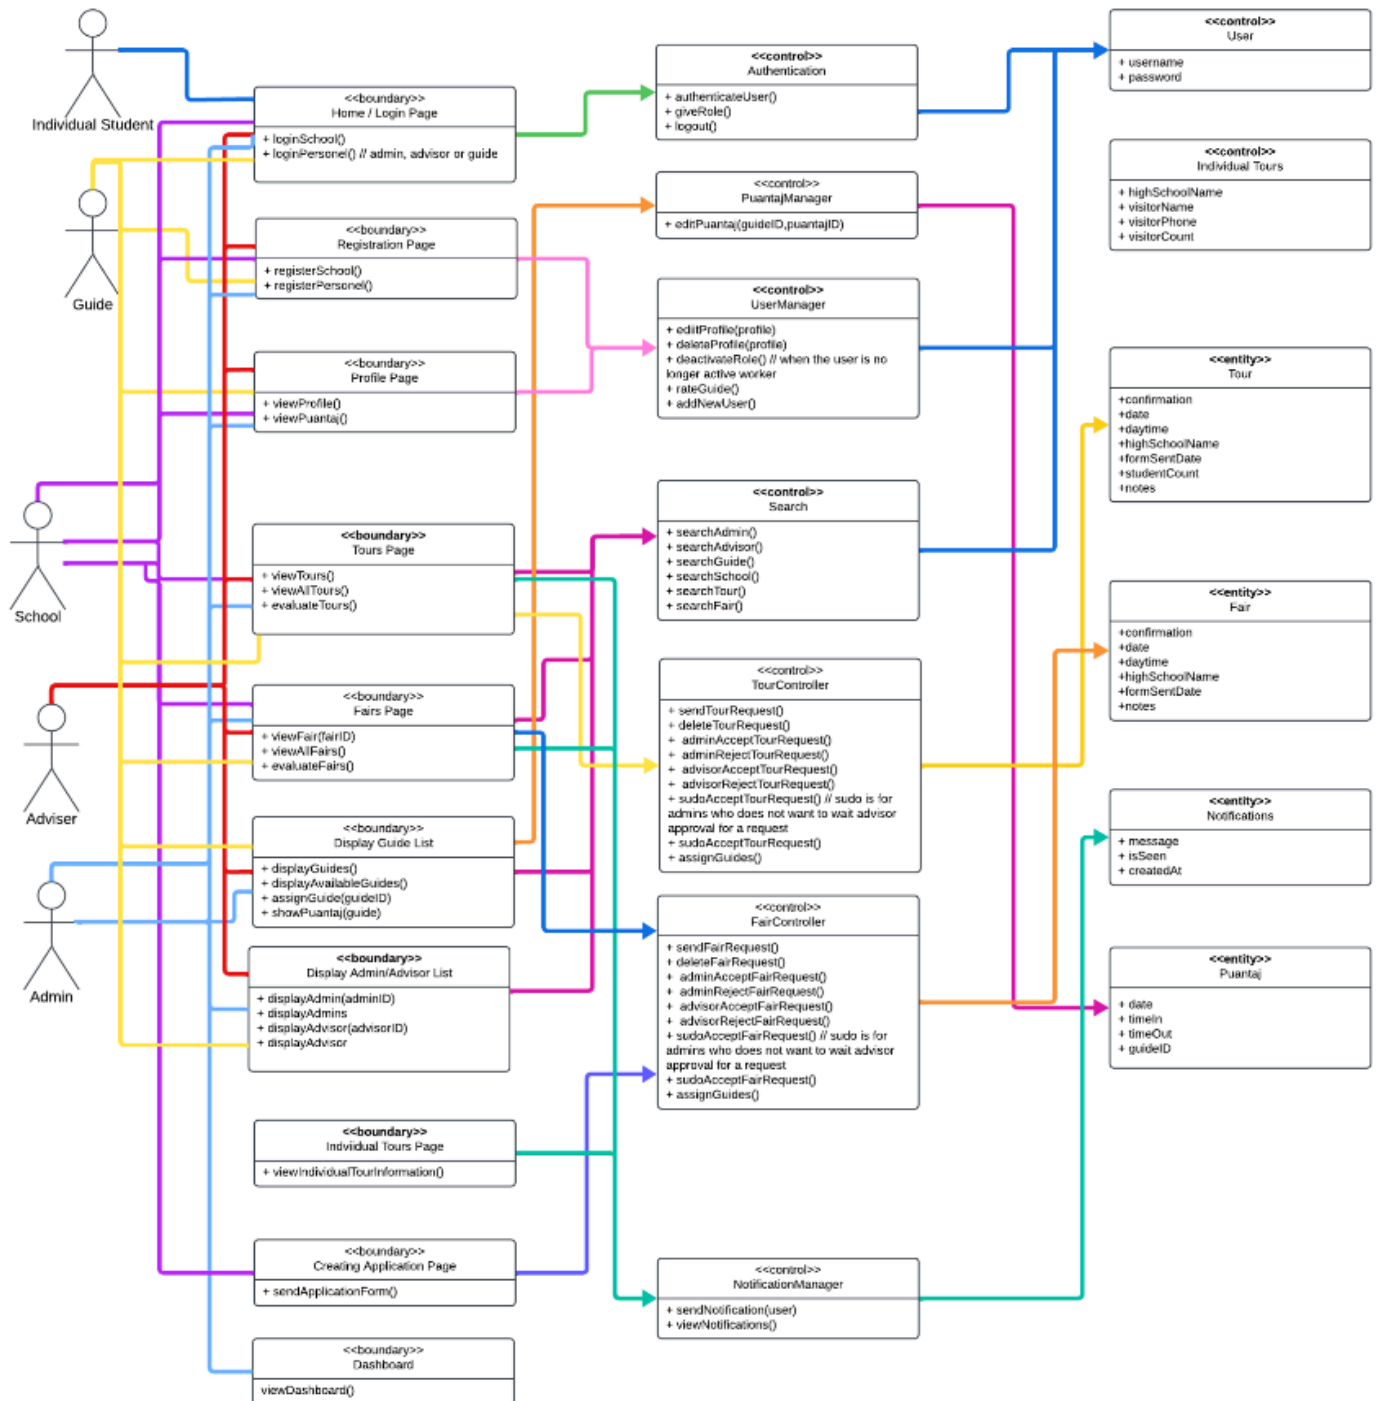 Individual Student
Guide
School
Adviser
Admin
<<boundary>>
Home / Login Page
+ loginSchool()
+ loginPersonel() // admin, advisor or guide
<<boundary>>
Registration Page
+ registerSchool()
+ registerPersonel()
<<boundary>>
Profile Page
+ viewProfile()
+ viewPuantaj()
<<boundary>>
Tours Page
+ viewTours()
+ viewAllTours()
+ evaluateTours()
<<boundary>>
Fairs Page
+ viewFair(fairID)
+ viewAllFairs()
+ evaluateFairs()
<<boundary>>
Display Guide List
+ displayGuides()
+ displayAvailableGuides()
+ assignGuide(guideID)
+ showPuantaj(guide)
<<boundary>>
Display Admin/Advisor List
+ displayAdmin(adminID)
+ displayAdmins
+ displayAdvisor(advisorID)
+ displayAdvisor
<<boundary>>
Indviidual Tours Page
+ viewIndividualTourInformation()
<<boundary>>
Creating Application Page
+ sendApplicationForm()
<<boundary>>
Dashboard
viewDashboard()
<<control>>
Authentication
+ authenticateUser()
+ giveRole()
+ logout()
<<control>>
PuantajManager
+ editPuantaj(guideID,puantajID)
<<control>>
UserManager
+ ediitProfile(profile)
+ deleteProfile(profile)
+ deactivateRole() // when the user is no
longer active worker
+ rateGuide()
+ addNewUser()
<<control>>
Search
+ searchAdmin()
+ searchAdvisor()
+ searchGuide()
+ searchSchool()
+ searchTour()
+ searchFair()
<<control>>
TourController
+ sendTourRequest()
+ deleteTourRequest()
+ adminAcceptTourRequest()
+ adminRejectTourRequest()
+ advisorAcceptTourRequest()
+ advisorRejectTourRequest()
+ sudoAcceptTourRequest() // sudo is for
admins who does not want to wait advisor
approval for a request
+ sudoAcceptTourRequest()
+ assignGuides()
<<control>>
FairController
+ sendFairRequest()
+ deleteFairRequest()
+ adminAcceptFairRequest()
+ adminRejectFairRequest()
+ advisorAcceptFairRequest()
+ advisorRejectFairRequest()
+ sudoAcceptFairRequest() // sudo is for
admins who does not want to wait advisor
approval for a request
+ sudoAcceptFairRequest()
+ assignGuides()
<<control>>
NotificationManager
+ sendNotification(user)
+ viewNotifications()
<<control>>
User
+ username
+ password
<<control>>
Individual Tours
+ highSchoolName
+ visitorName
+ visitorPhone
+ visitorCount
<<entity>>
Tour
+confirmation
+date
+daytime
+highSchoolName
+formSentDate
+studentCount
+notes
<<entity>>
Fair
+confirmation
+date
+daytime
+highSchoolName
+formSentDate
+notes
<<entity>>
Notifications
+ message
+ isSeen
+ createdAt
<<entity>>
Puantaj
+ date
+ timeIn
+ timeOut
+ guideID